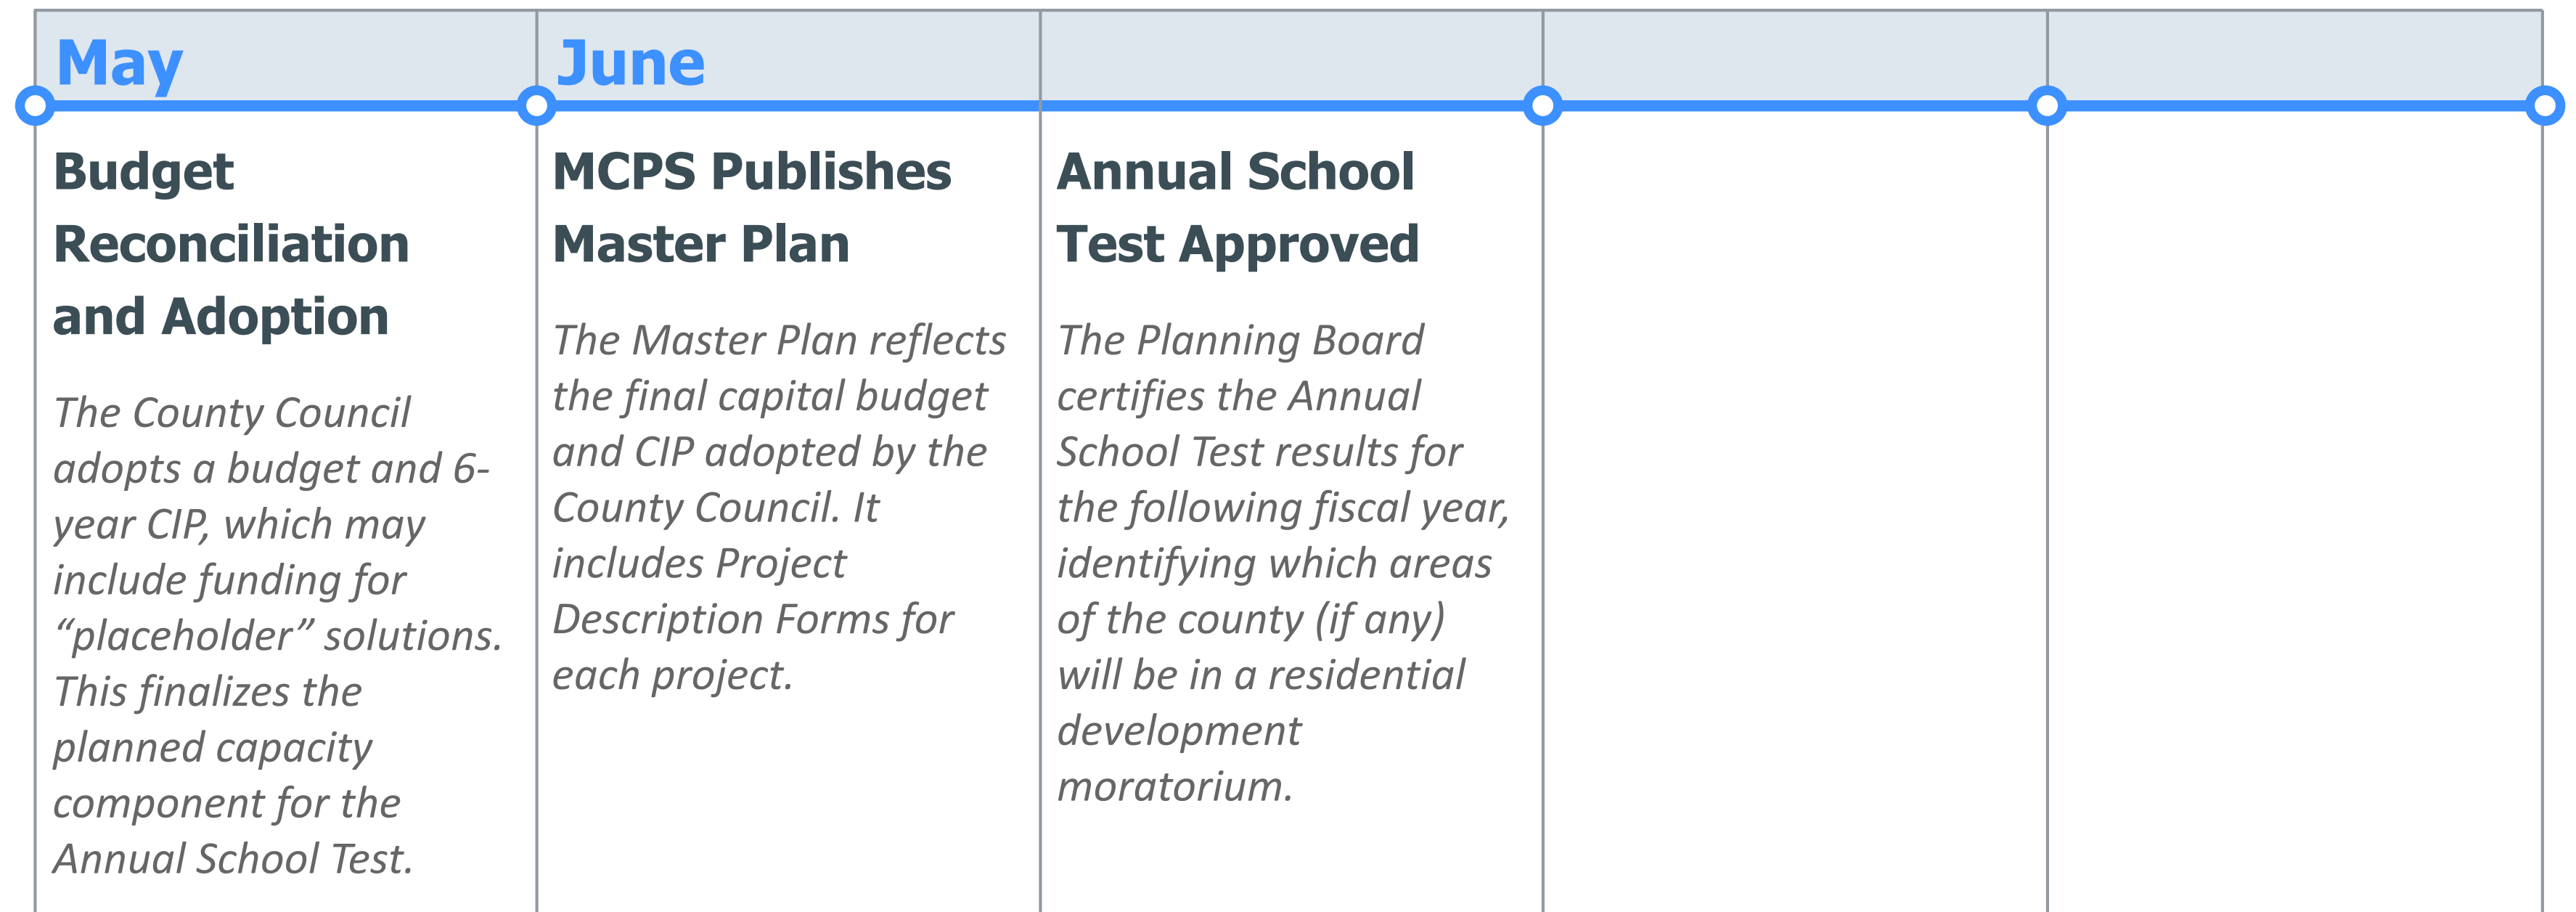 May
June
Budget
Reconciliation
and Adoption
The County Council
adopts a budget and 6-
year CIP, which may
include funding for
“placeholder” solutions.
This finalizes the
planned capacity
component for the
Annual School Test.
MCPS Publishes
Master Plan
The Master Plan reflects
the final capital budget
and CIP adopted by the
County Council. It
includes Project
Description Forms for
each project.
Annual School
Test Approved
The Planning Board
certifies the Annual
School Test results for
the following fiscal year,
identifying which areas
of the county (if any)
will be in a residential
development
moratorium.